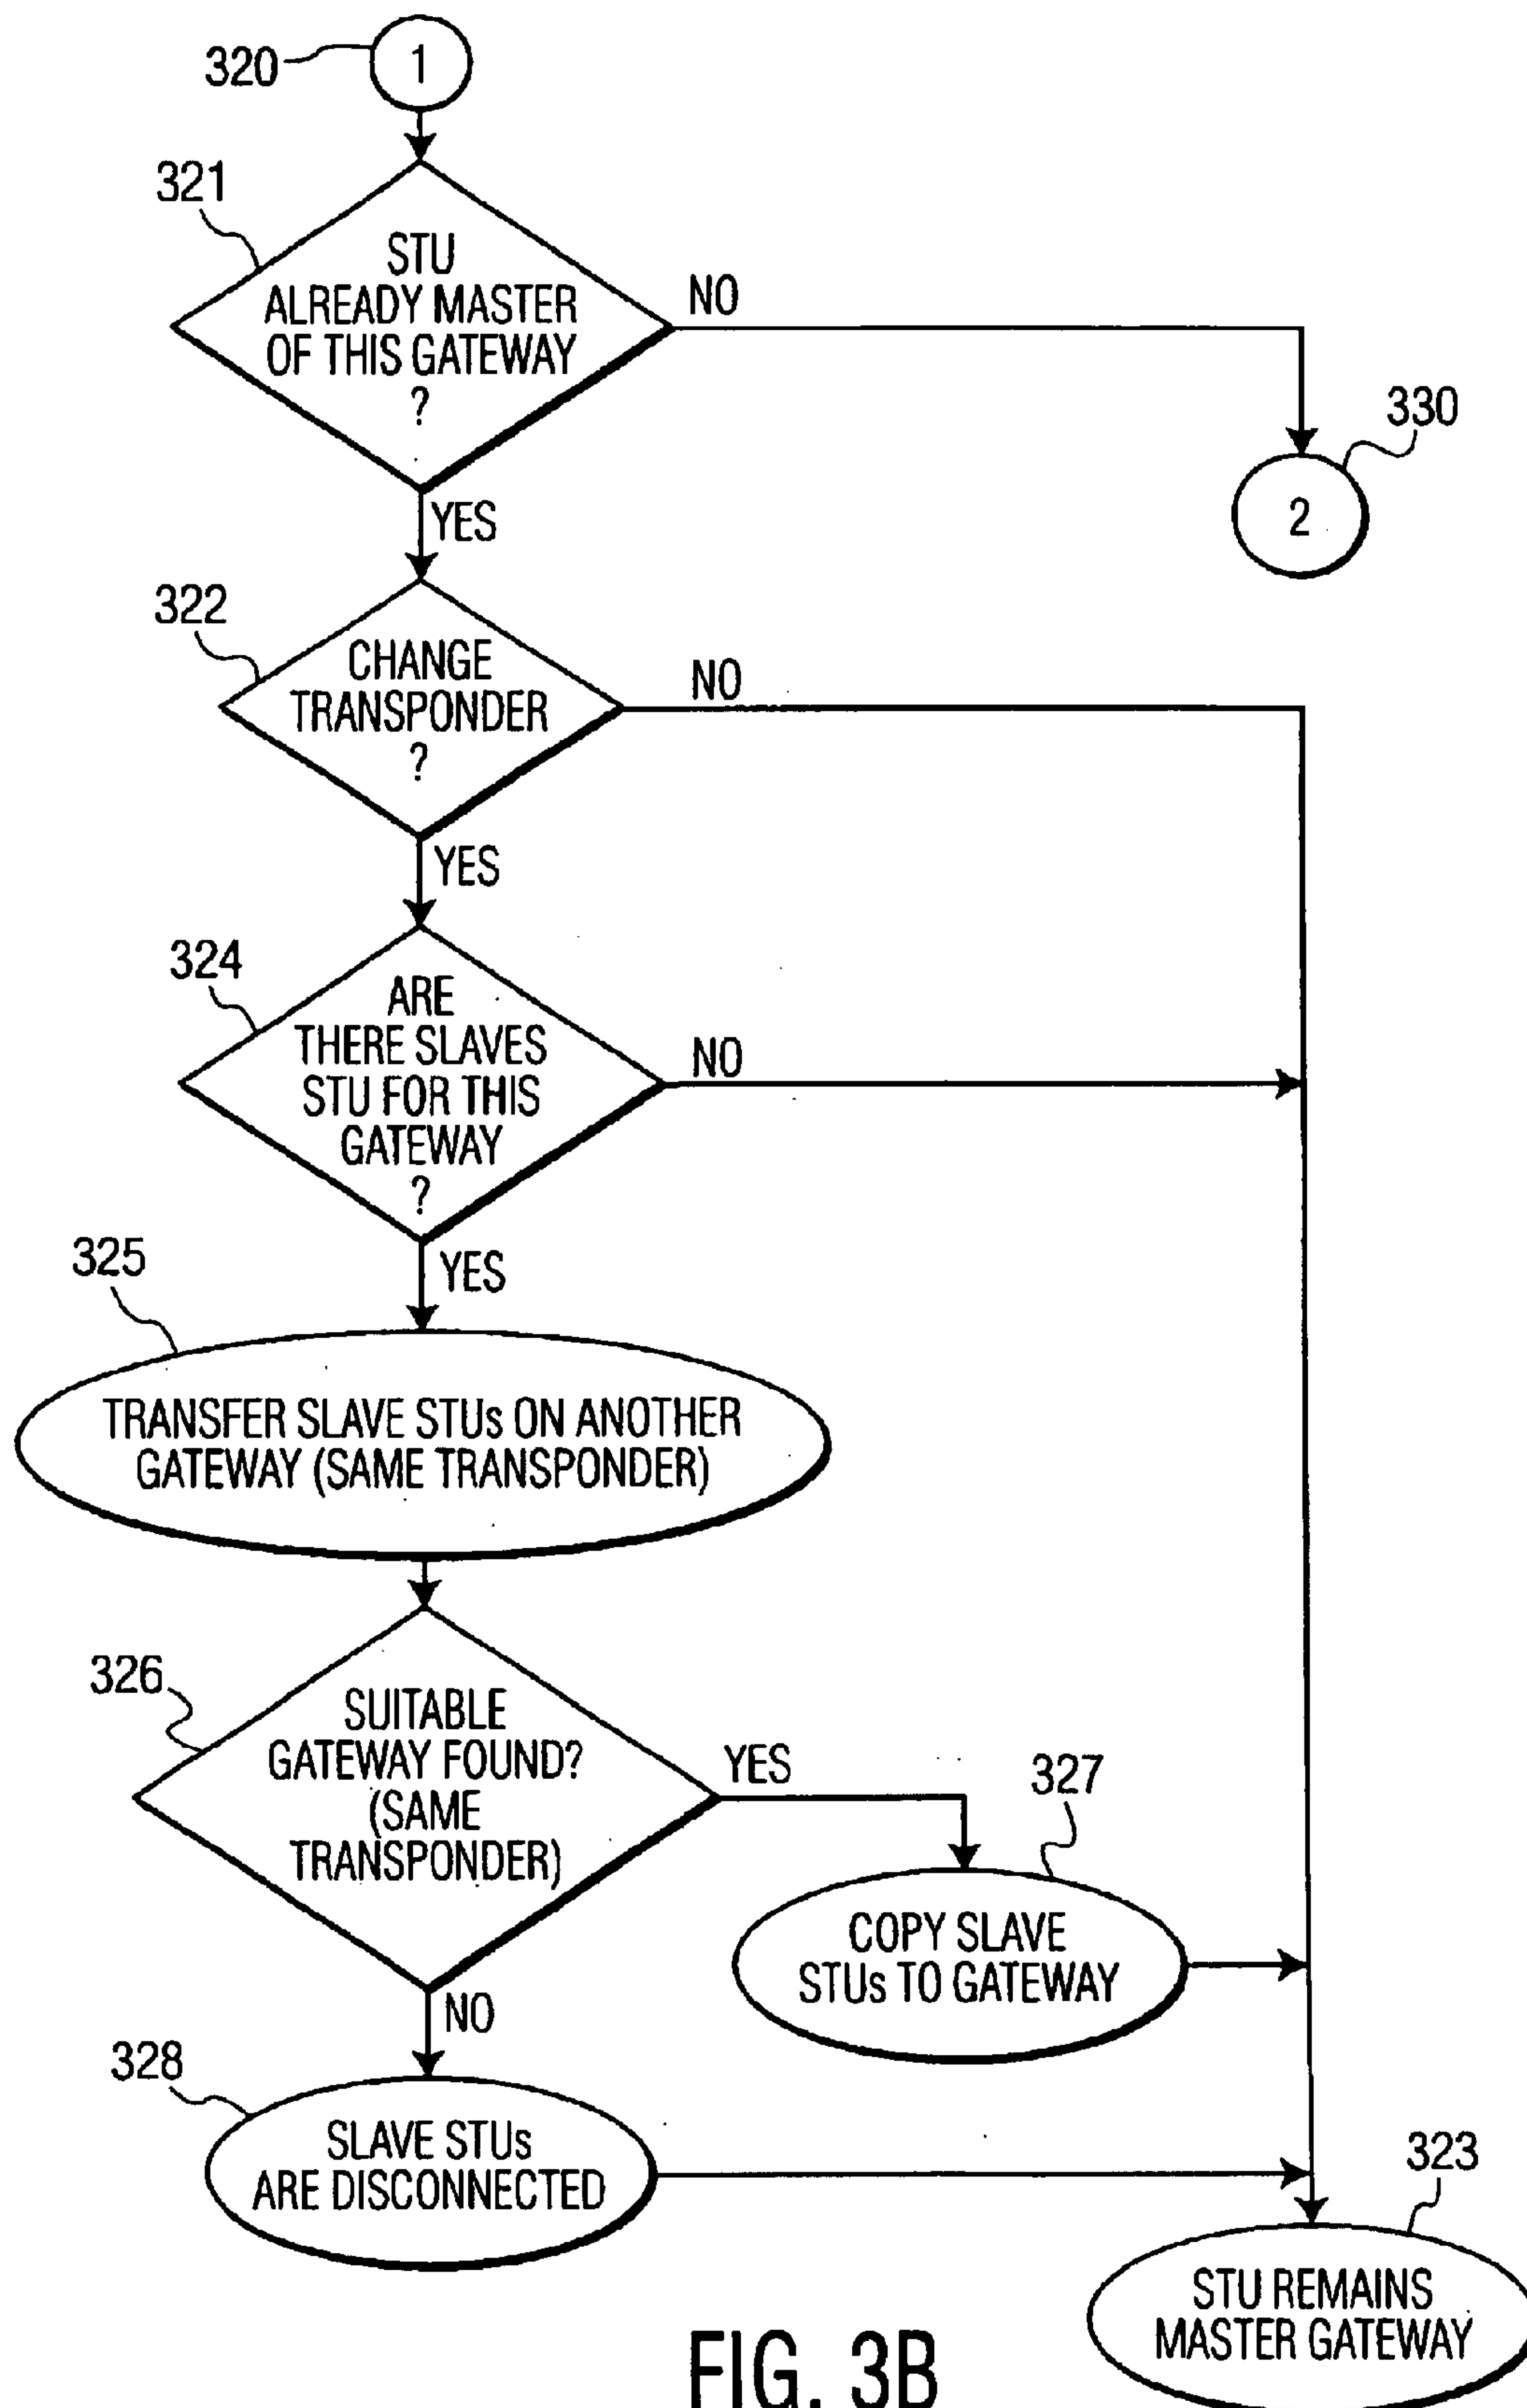 320
1
321
STU
ALREADY MASTER
OF THIS GATEWAY
?
NO
330
2
YES
322
CHANGE
TRANSPONDER
?
NO
YES
324
ARE
THERE SLAVES
STU FOR THIS
GATEWAY
?
NO
YES
325
TRANSFER SLAVE STUs ON ANOTHER
GATEWAY (SAME TRANSPONDER)
326
SUITABLE
GATEWAY FOUND?
(SAME
TRANSPONDER)
YES
327
COPY SLAVE
STUs TO GATEWAY
NO
328
SLAVE STUs
ARE DISCONNECTED
323
STU REMAINS
MASTER GATEWAY
FIG. 3B